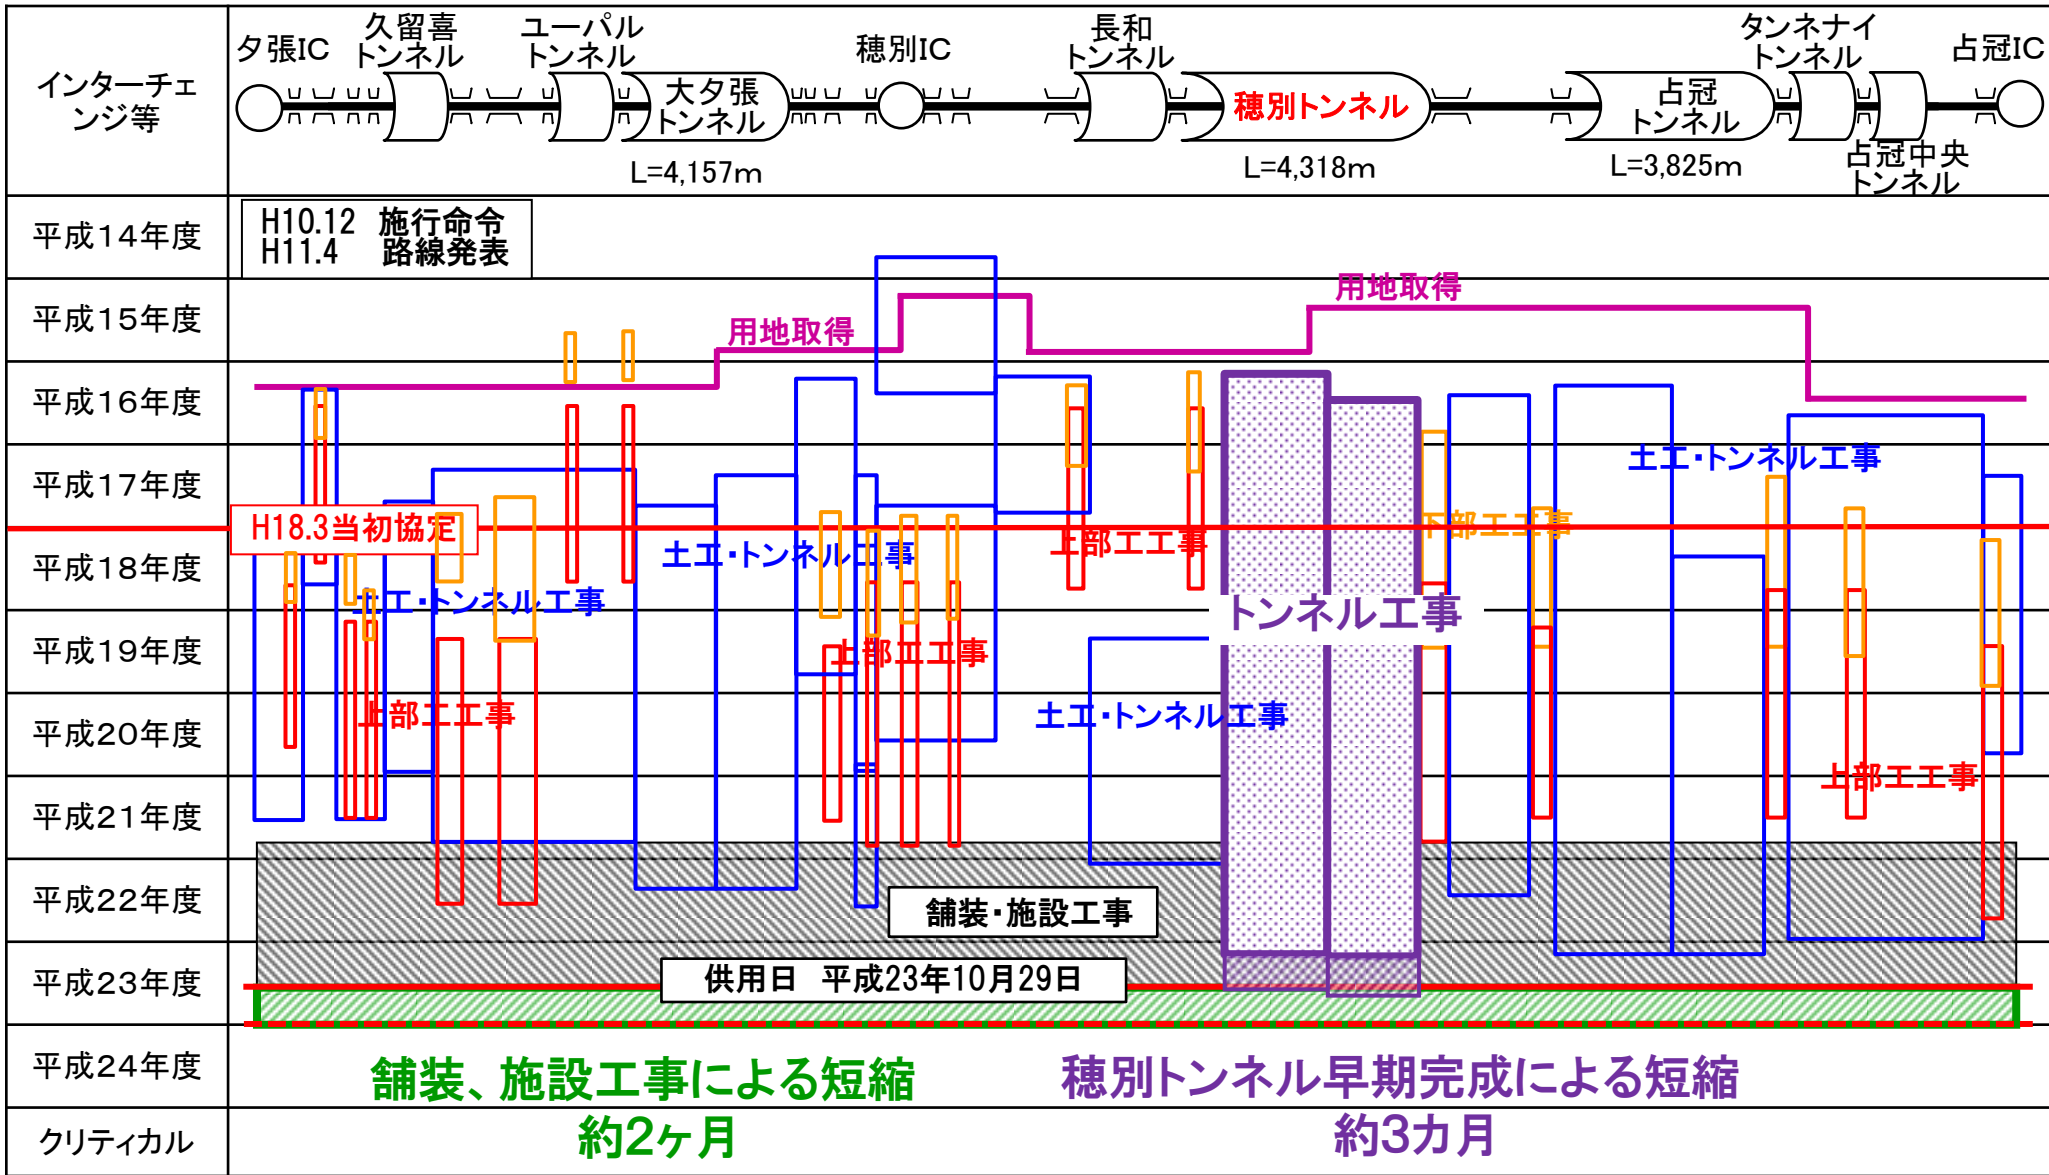 インターチェ
ンジ等
夕張IC
久留喜
トンネル
ユーパル
トンネル
大夕張
トンネル
L=4,157m
穂別IC
長和
トンネル
穂別トンネル
L=4,318m
占冠
トンネル
L=3,825m
タンネナイ
トンネル
占冠中央
トンネル
占冠IC
平成14年度
H10.12 施行命令
H11.4 路線発表
平成15年度
用地取得
用地取得
平成16年度
平成17年度
土工・トンネル工事
H18.3当初協定
下部工工事
上部工工事
土工・トンネル工事
平成18年度
土工・トンネル工事
トンネル工事
平成19年度
上部工工事
上部工工事
土工・トンネル工事
平成20年度
上部工工事
平成21年度
平成22年度
舗装・施設工事
平成23年度
供用日 平成23年10月29日
平成24年度
舗装、施設工事による短縮
約2ヶ月
穂別トンネル早期完成による短縮
約3カ月
クリティカル